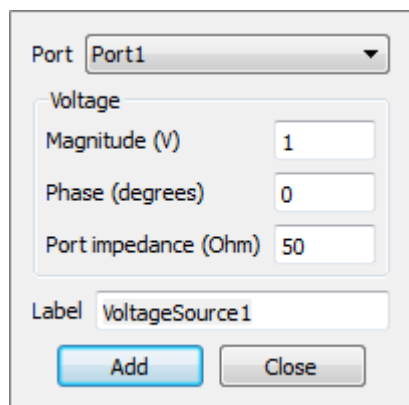 Port Port1
Voltage
Magnitude (V) 1
Phase (degrees) 0
Port impedance (Ohm) 50
Label VoltageSource1
Add Close